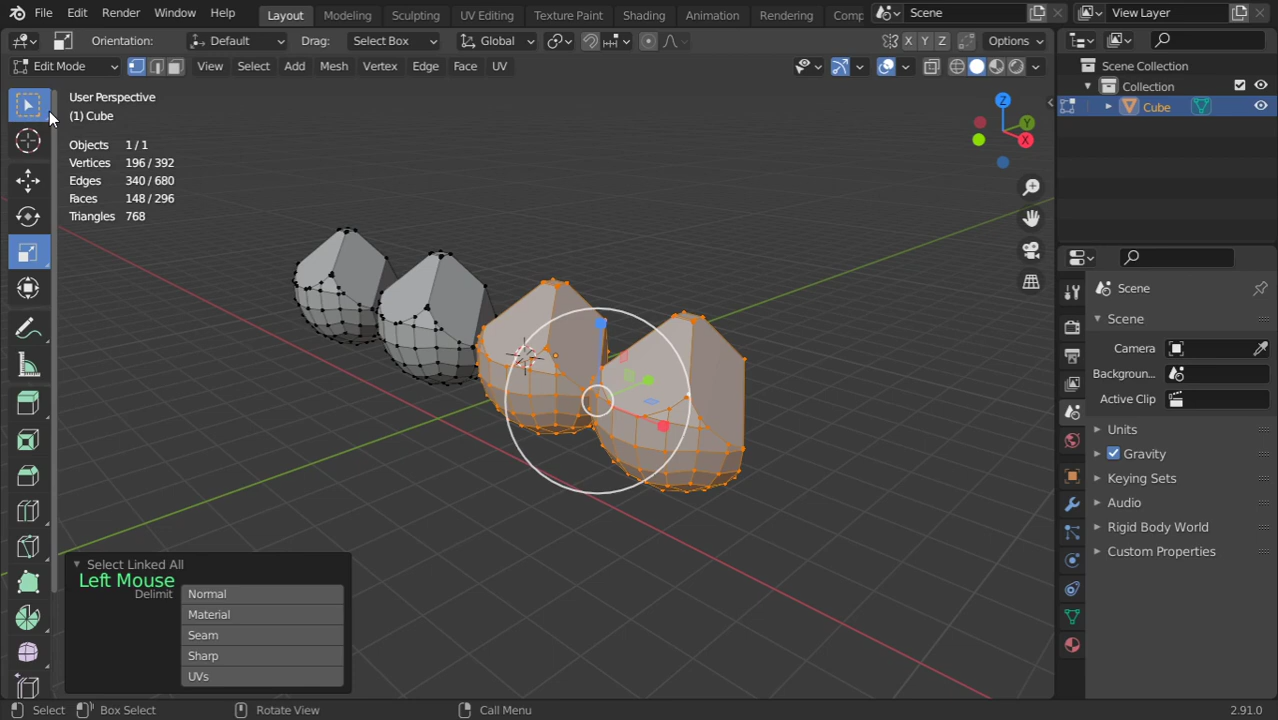 File Edit Render Window Help Layout Modeling Sculpting UV Editing Texture Paint Shading Animation Rendering Comp Scene View Layer
Orientation: Default Drag: Select Box Global X Y Z Options
Edit Mode View Select Add Mesh Vertex Edge Face UV
Scene Collection
Collection
Cube
User Perspective
(1) Cube
Objects 1 / 1
Vertices 196 / 392
Edges 340 / 680
Faces 148 / 296
Triangles 768
Z
Y
X
Scene
Scene
Camera
Backgroun...
Active Clip
Units
Gravity
Keying Sets
Audio
Rigid Body World
Custom Properties
Select Linked All
Left Mouse
Delimit Normal
Material
Seam
Sharp
UVs
Select Box Select Rotate View Call Menu 2.91.0